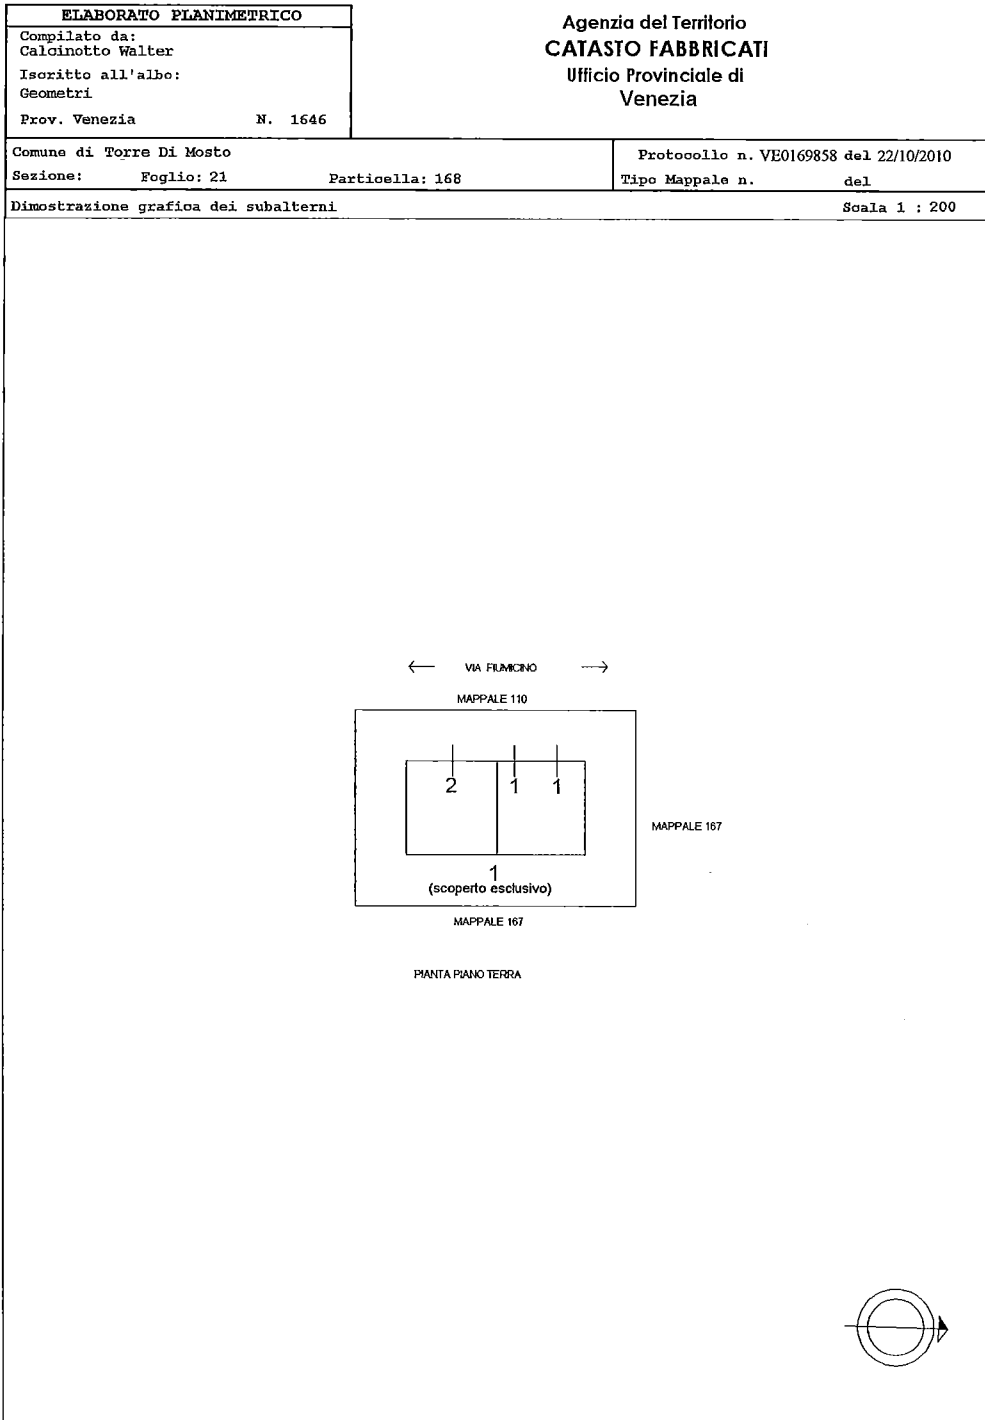 ELABORATO PLANIMETRICO
Compilato da:
Calcinotto Walter
Iscritto all'albo:
Geometri
Prov. Venezia N. 1646
Agenzia del Territorio
CATASTO FABBRICATI
Ufficio Provinciale di
Venezia
Comune di Torre Di Mosto
Sezione: Foglio: 21 Particella: 168
Protocollo n. VE0169858 del 22/10/2010
Tipo Mappale n. del
Dimostrazione grafica dei subalterni Scala 1 : 200
VIA FIUMICINO
MAPPALE 110
2 1 1
MAPPALE 167
1
(scoperto esclusivo)
MAPPALE 167
PIANTA PIANO TERRA